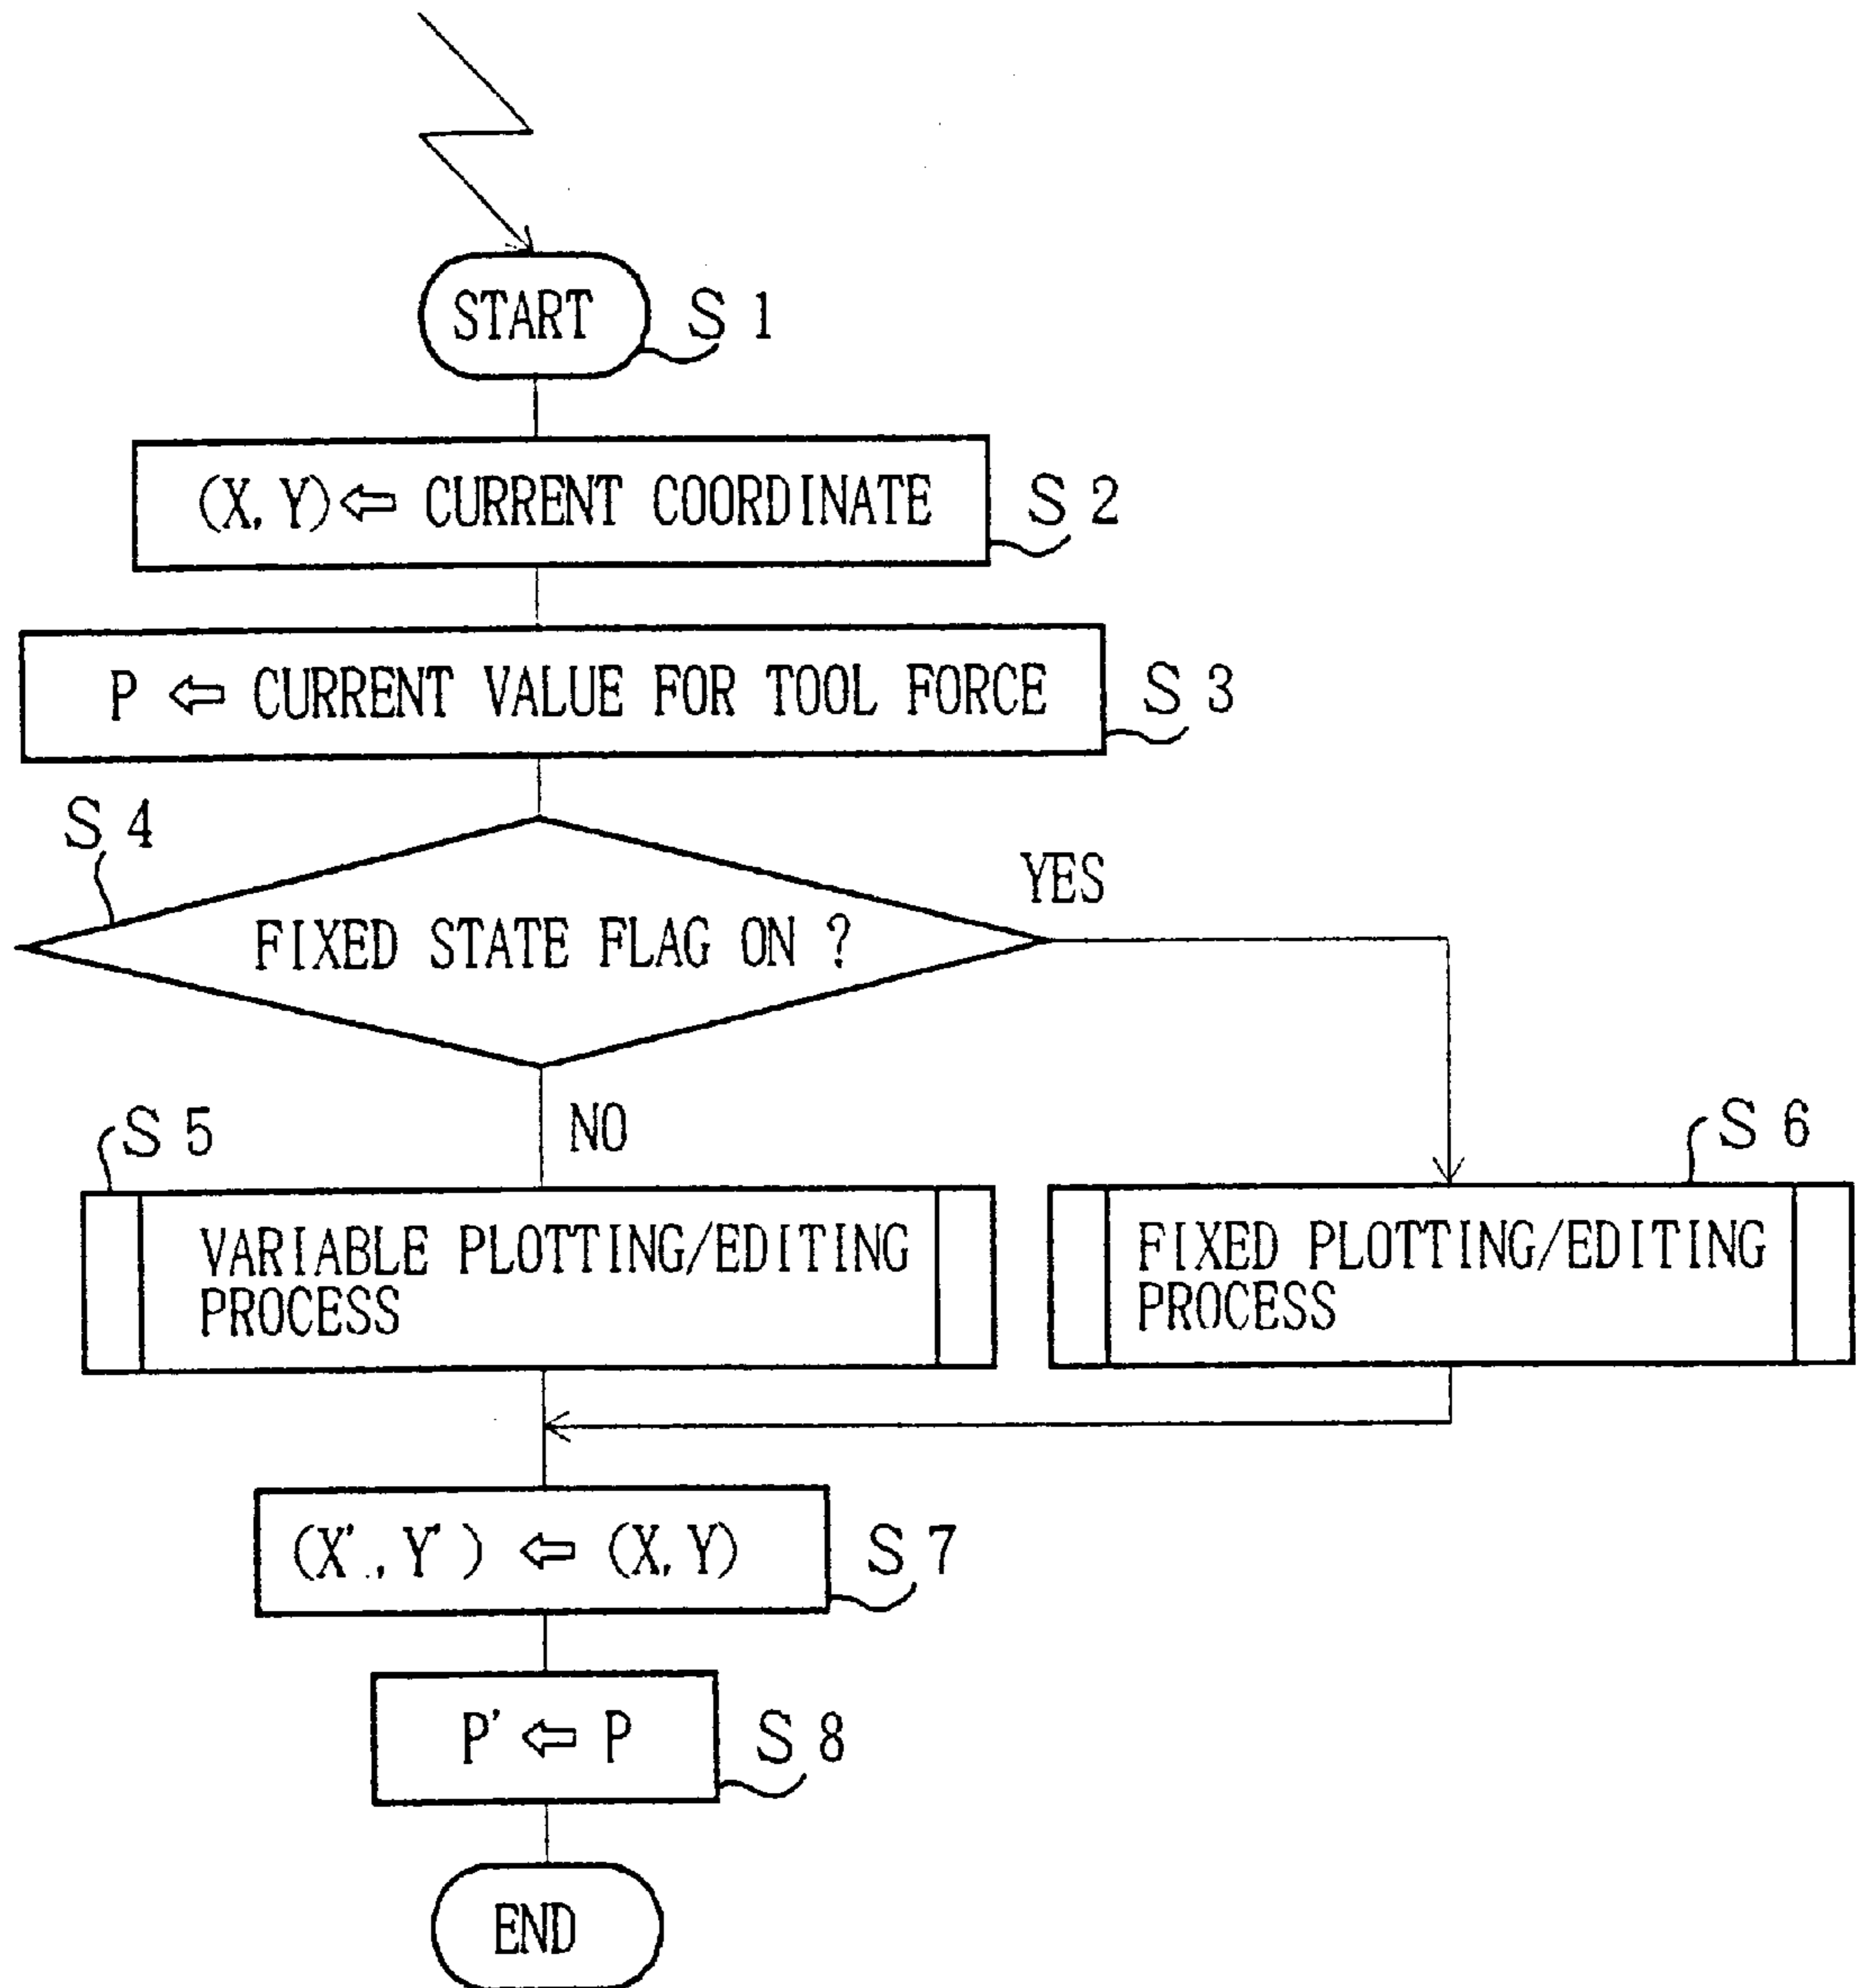 START
S 1
(X, Y) ⇦ CURRENT COORDINATE
S 2
P ⇦ CURRENT VALUE FOR TOOL FORCE
S 3
S 4
FIXED STATE FLAG ON ?
YES
NO
S 5
VARIABLE PLOTTING/EDITING
PROCESS
S 6
FIXED PLOTTING/EDITING
PROCESS
(X', Y') ⇦ (X, Y)
S 7
P' ⇦ P
S 8
END